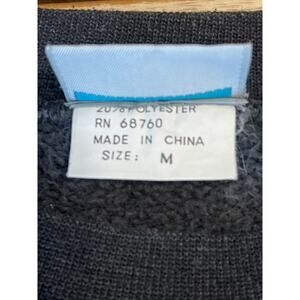 20% POLYESTER
RN 68760
MADE IN CHINA
SIZE: M